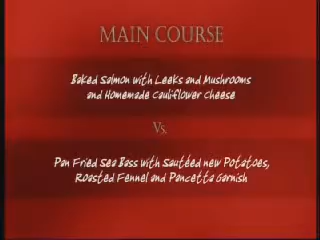 MAIN COURSE
Baked Salmon with Leeks and Mushrooms
and Homemade Cauliflower Cheese
Vs.
Pan Fried Sea Bass with Sautéed new Potatoes,
Roasted Fennel and Pancetta Garnish